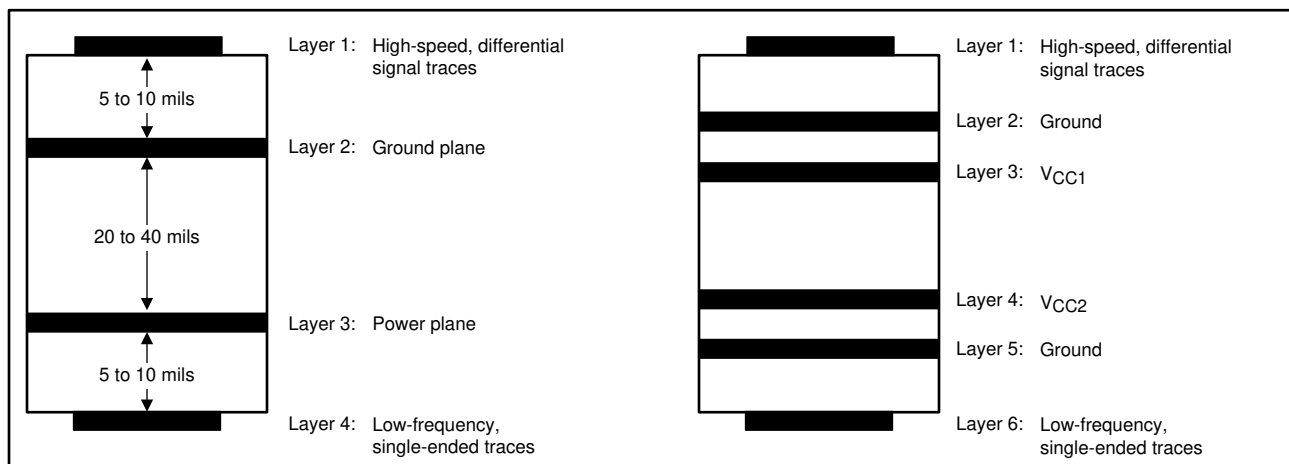 Layer 1: High-speed, differential
signal traces
5 to 10 mils
Layer 2: Ground plane
20 to 40 mils
Layer 3: Power plane
5 to 10 mils
Layer 4: Low-frequency,
single-ended traces
Layer 1: High-speed, differential
signal traces
Layer 2: Ground
Layer 3: VCC1
Layer 4: VCC2
Layer 5: Ground
Layer 6: Low-frequency,
single-ended traces